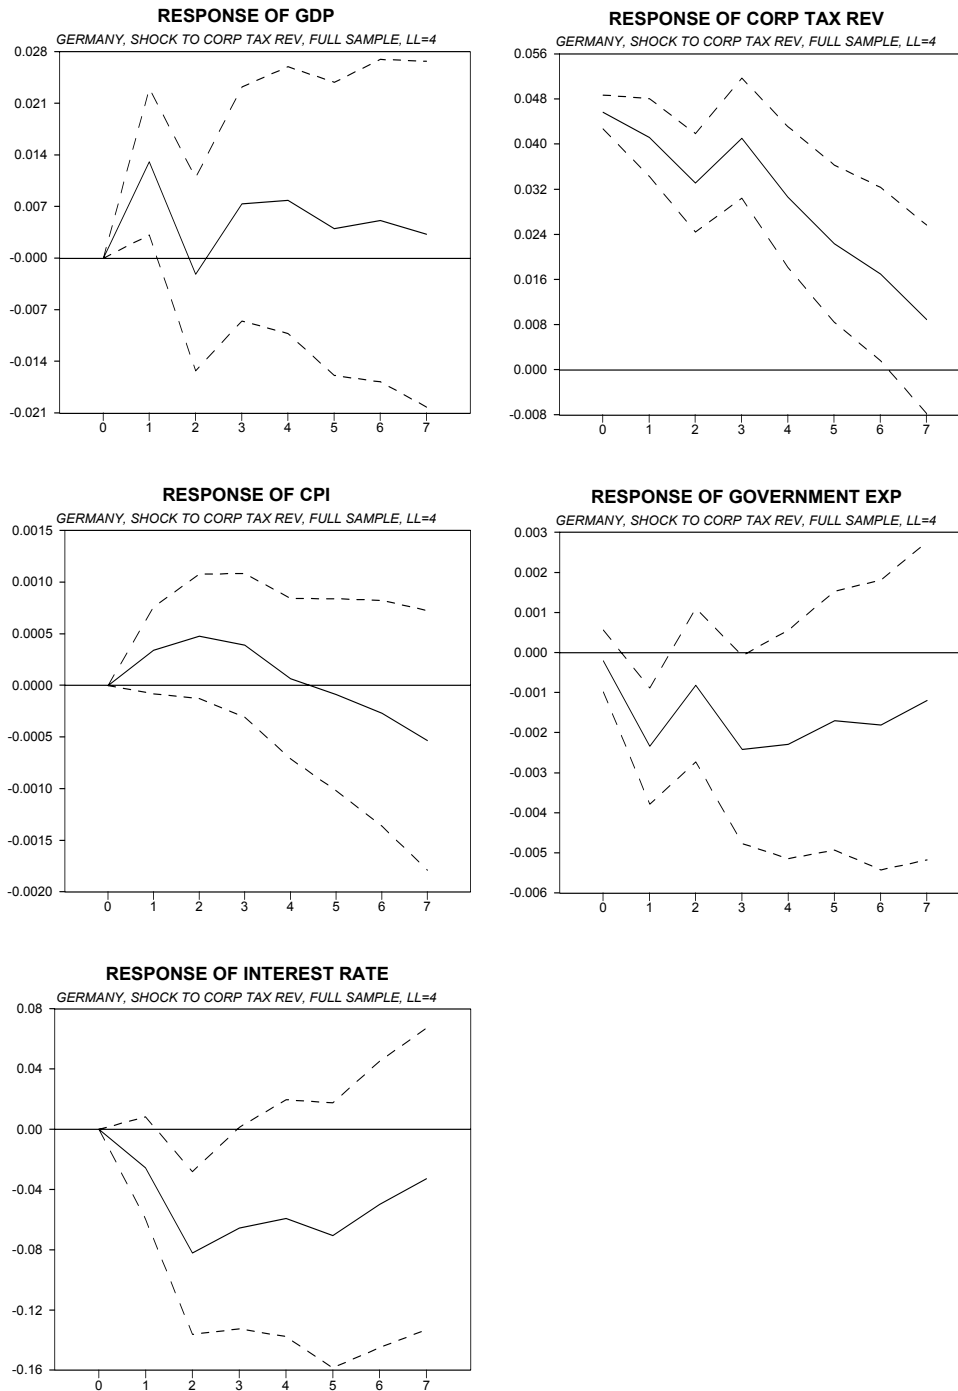 RESPONSE OF GDP
GERMANY, SHOCK TO CORP TAX REV, FULL SAMPLE, LL=4
0.028
0.021
0.014
0.007
-0.000
-0.007
-0.014
-0.021
0 1 2 3 4 5 6 7
RESPONSE OF CORP TAX REV
GERMANY, SHOCK TO CORP TAX REV, FULL SAMPLE, LL=4
0.056
0.048
0.040
0.032
0.024
0.016
0.008
0.000
-0.008
0 1 2 3 4 5 6 7
RESPONSE OF CPI
GERMANY, SHOCK TO CORP TAX REV, FULL SAMPLE, LL=4
0.0015
0.0010
0.0005
0.0000
-0.0005
-0.0010
-0.0015
-0.0020
0 1 2 3 4 5 6 7
RESPONSE OF GOVERNMENT EXP
GERMANY, SHOCK TO CORP TAX REV, FULL SAMPLE, LL=4
0.003
0.002
0.001
0.000
-0.001
-0.002
-0.003
-0.004
-0.005
-0.006
0 1 2 3 4 5 6 7
RESPONSE OF INTEREST RATE
GERMANY, SHOCK TO CORP TAX REV, FULL SAMPLE, LL=4
0.08
0.04
0.00
-0.04
-0.08
-0.12
-0.16
0 1 2 3 4 5 6 7